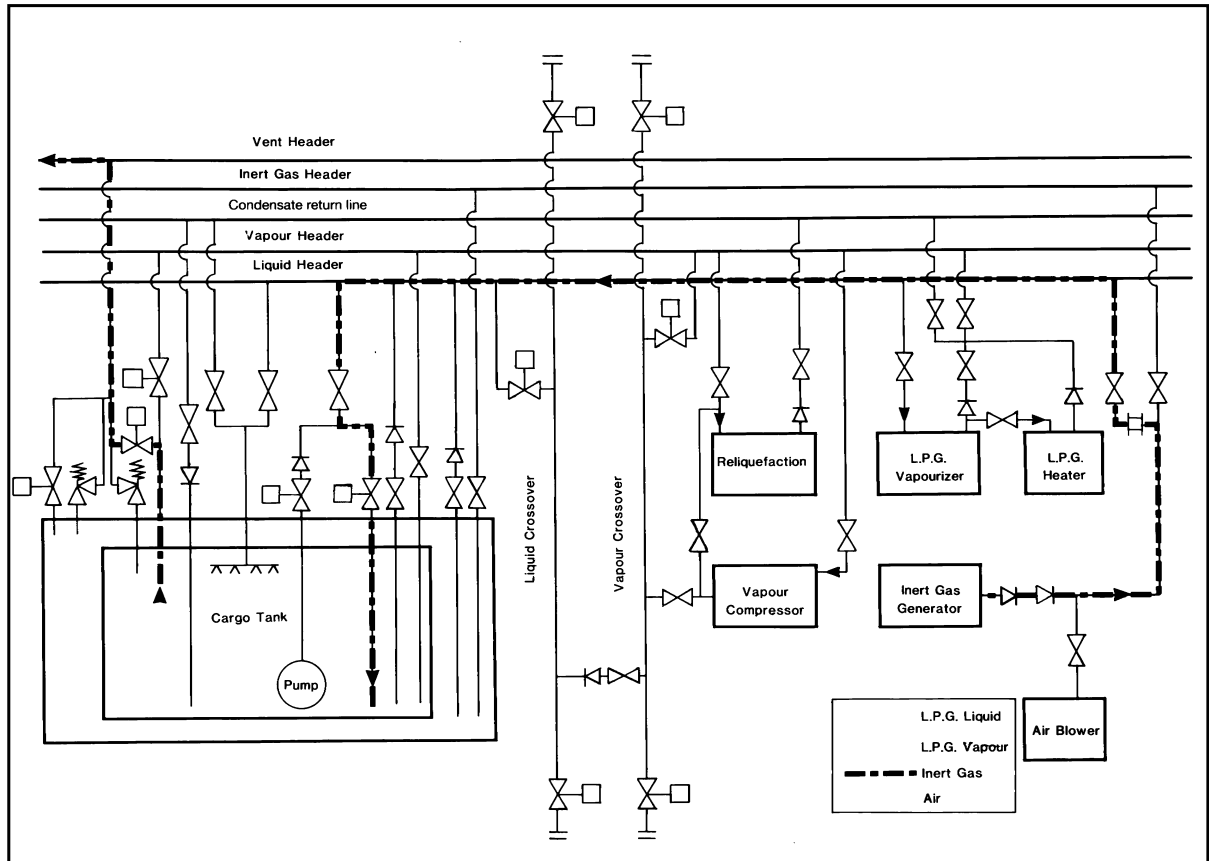 Vent Header
Inert Gas Header
Condensate return line
Vapour Header
Liquid Header
Liquid Crossover
Vapour Crossover
Reliquefaction
L.P.G.
Vapourizer
L.P.G.
Heater
Vapour
Compressor
Inert Gas
Generator
Cargo Tank
Pump
Air Blower
L.P.G. Liquid
L.P.G. Vapour
Inert Gas
Air